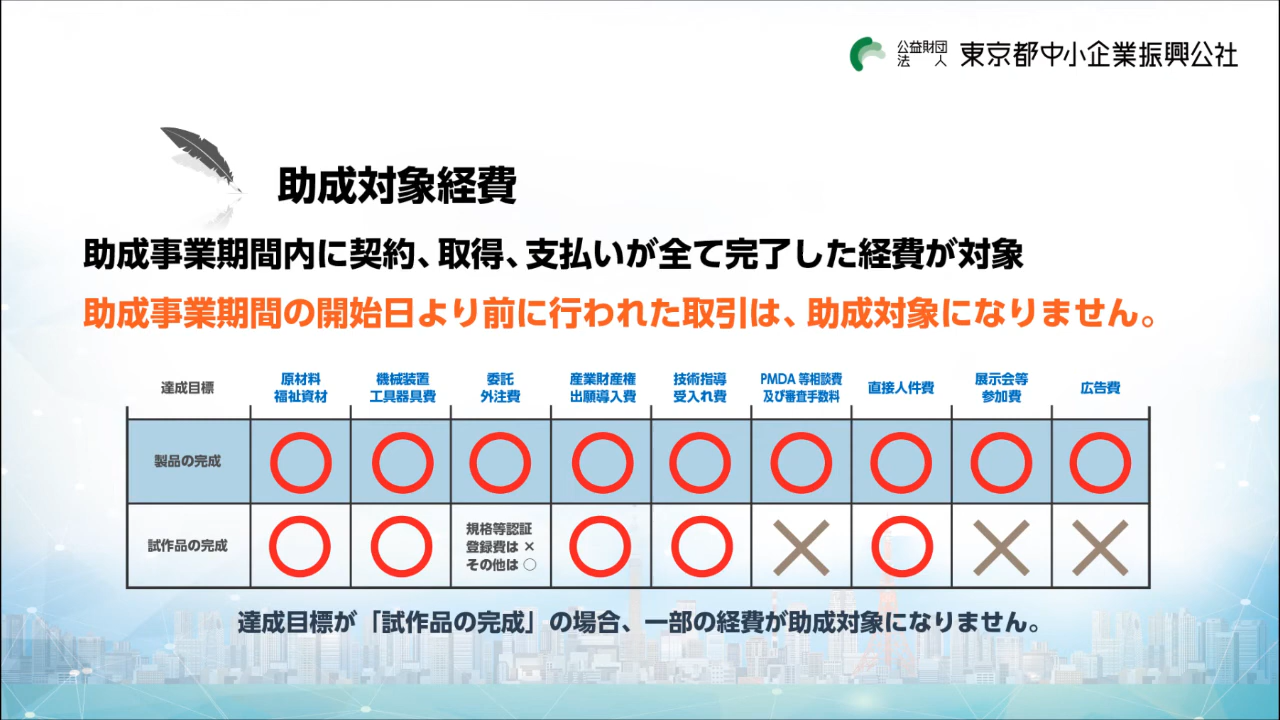 公益財団法人 東京都中小企業振興公社
助成対象経費
助成事業期間内に契約、取得、支払いが全て完了した経費が対象
助成事業期間の開始日より前に行われた取引は、助成対象になりません。
達成目標 原材料福祉資材 機械装置工具器具費 委託外注費 産業財産権出願導入費 技術指導受入れ費 PMDA等相談費及び審査手数料 直接人件費 展示会等参加費 広告費
製品の完成 ○ ○ ○ ○ ○ ○ ○ ○ ○
試作品の完成 ○ ○ 規格等認証登録費は × その他は ○ ○ ○ × ○ × ×
達成目標が「試作品の完成」の場合、一部の経費が助成対象になりません。